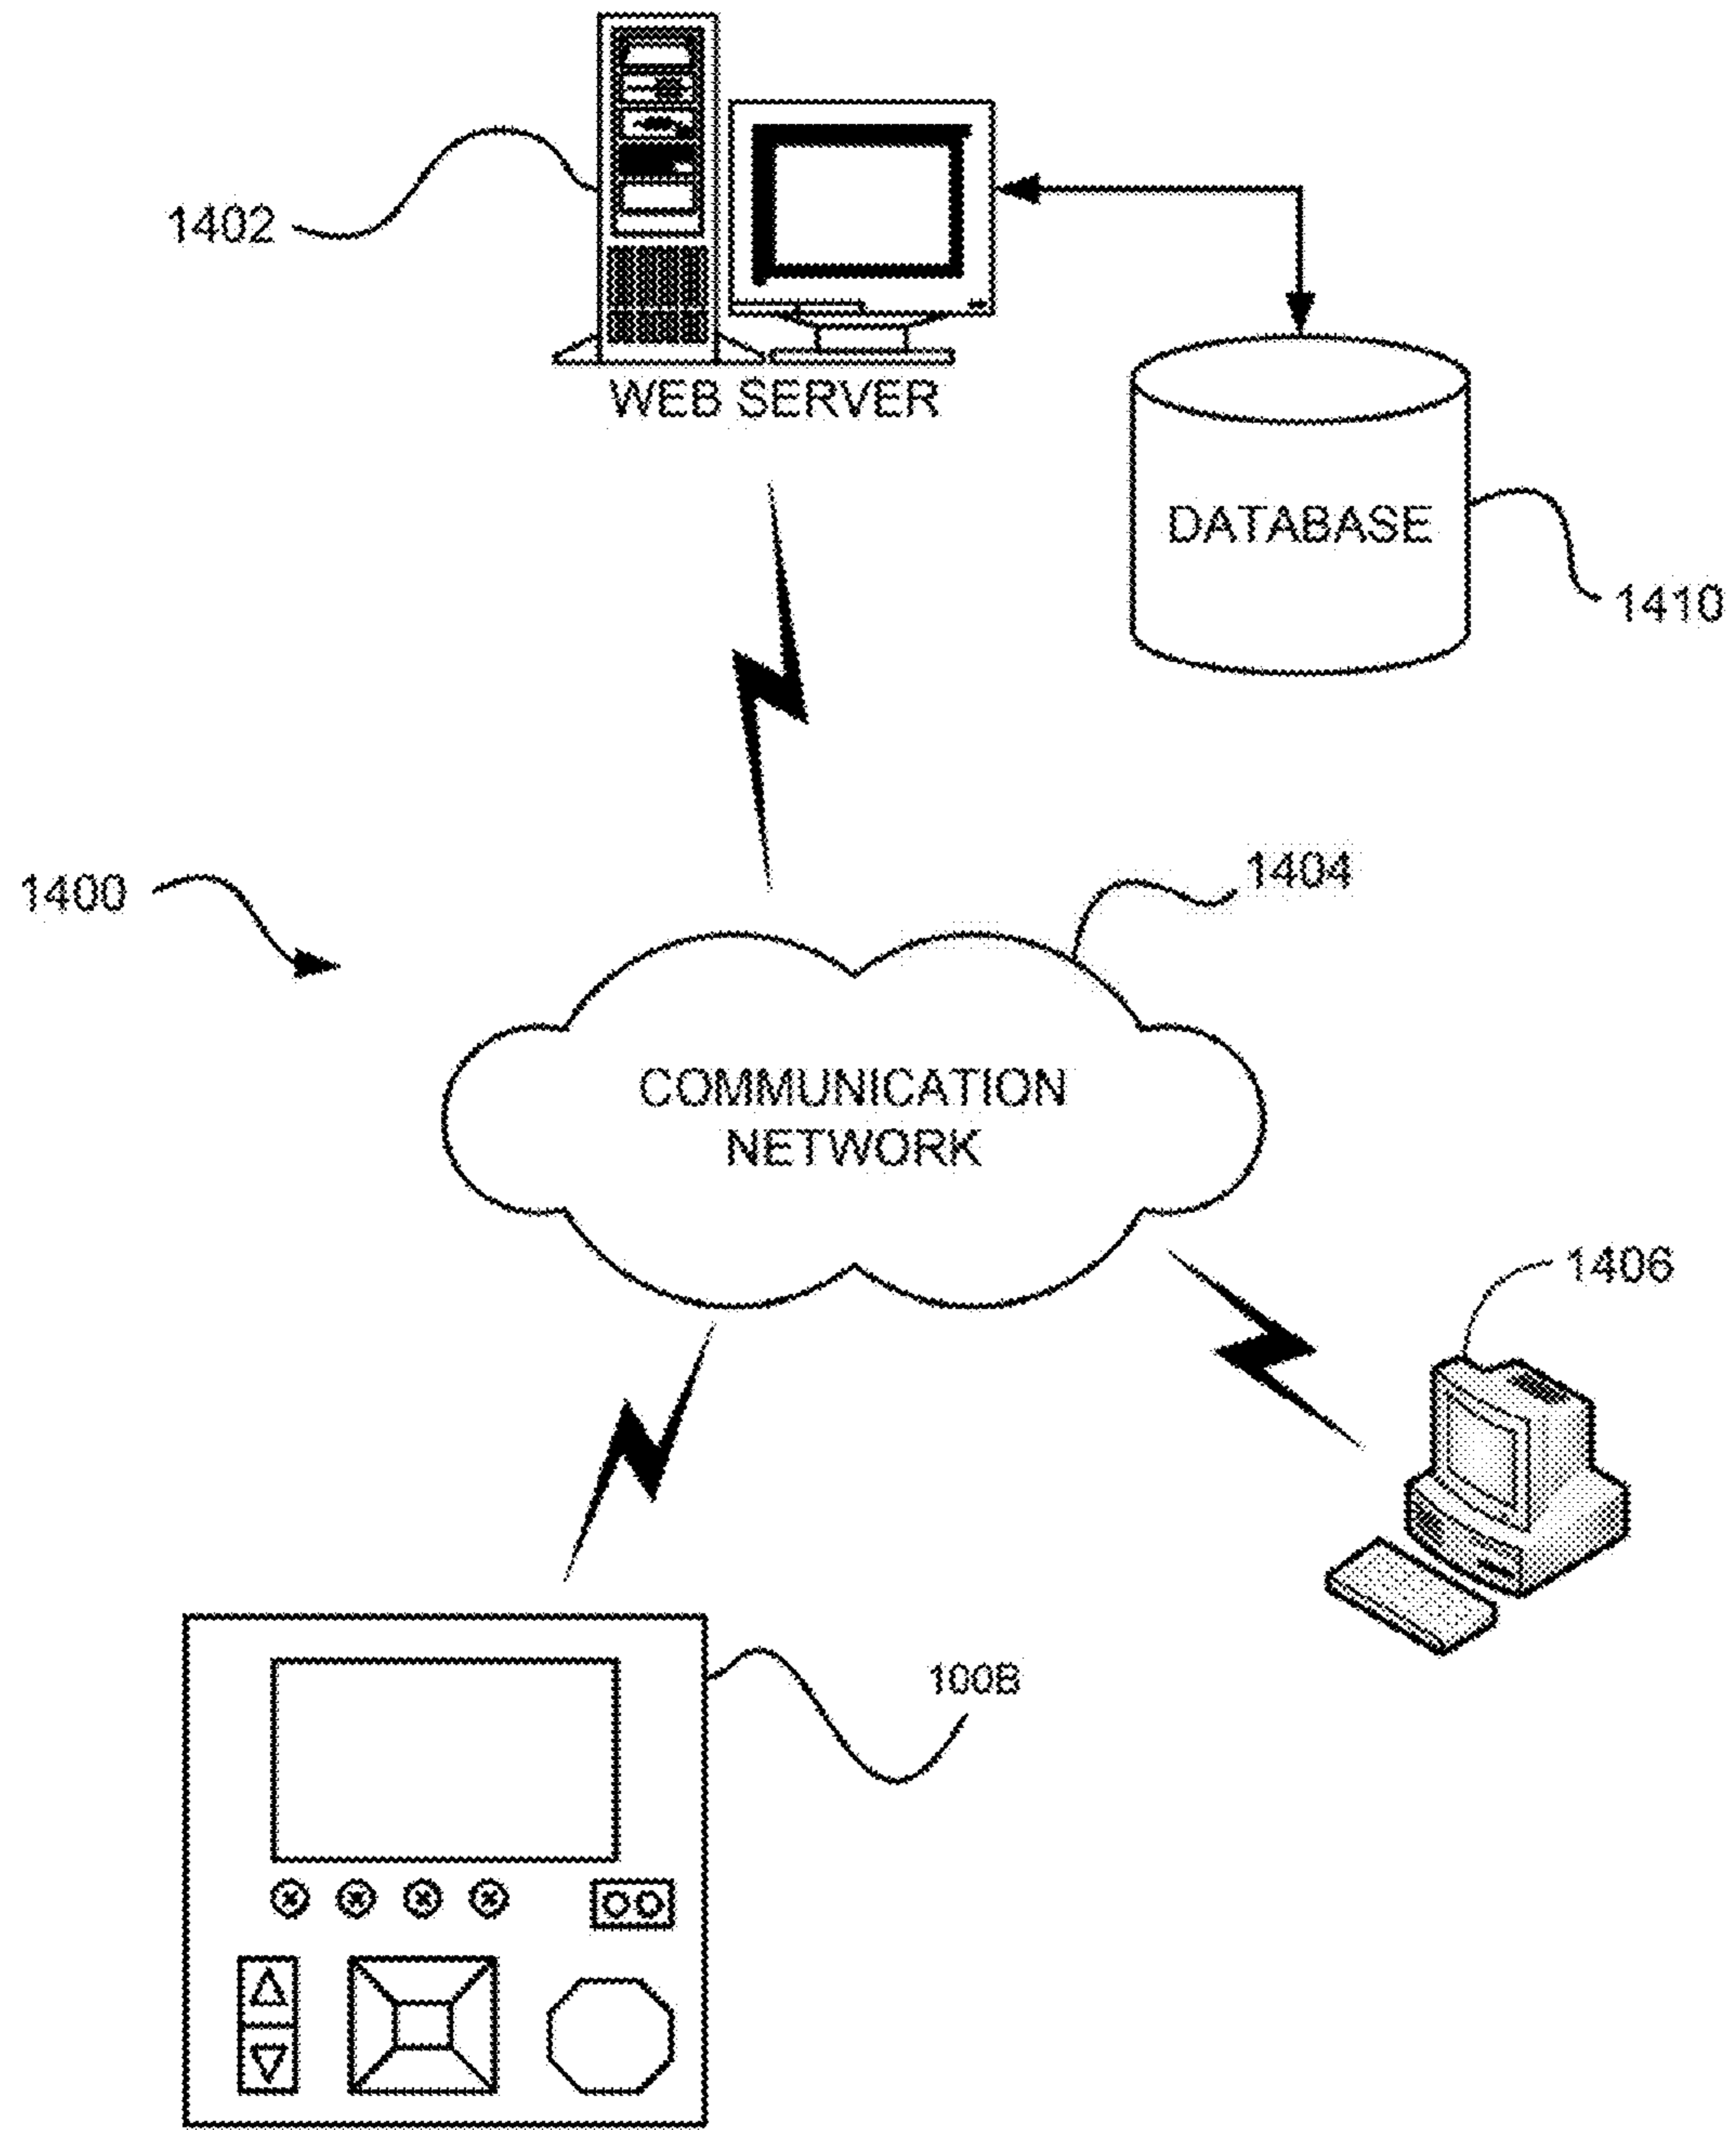 1402
WEB SERVER
DATABASE
1410
1400
1404
COMMUNICATION
NETWORK
1406
100B